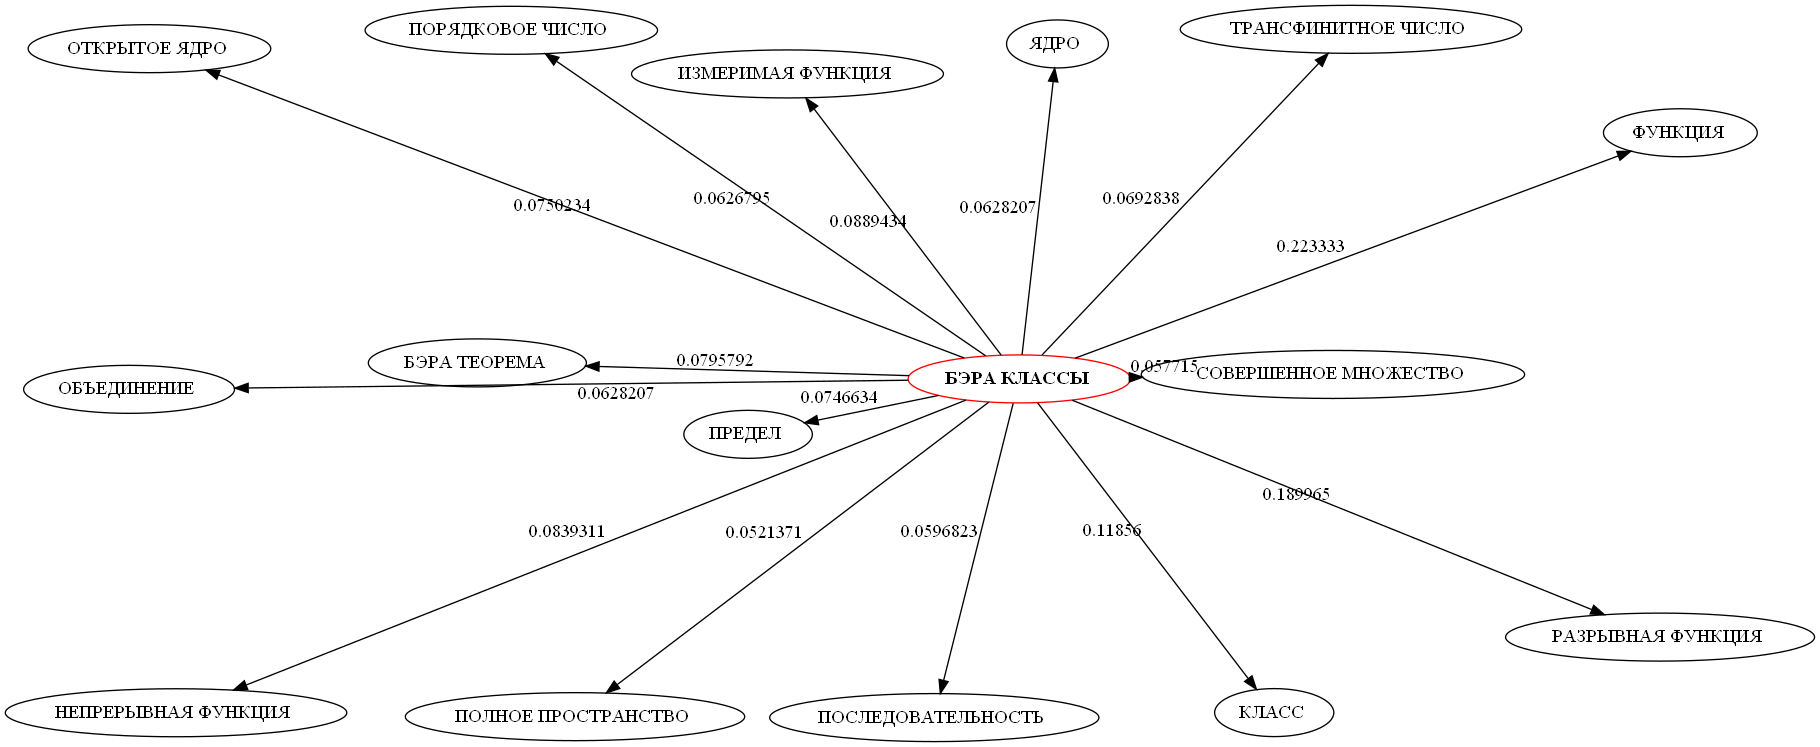 ПОРЯДКОВОЕ ЧИСЛО
ТРАНСФИНИТНОЕ ЧИСЛО
ОТКРЫТОЕ ЯДРО
ЯДРО
ИЗМЕРИМАЯ ФУНКЦИЯ
ФУНКЦИЯ
0.0750234
0.0626795
0.0889434
0.0628207
0.0692838
0.223333
БЭРА ТЕОРЕМА
0.0795792
0.057715
ОБЪЕДИНЕНИЕ
0.0628207
БЭРА КЛАССЫ
СОВЕРШЕННОЕ МНОЖЕСТВО
0.0746634
ПРЕДЕЛ
0.189965
0.0839311
0.0521371
0.0596823
0.11856
РАЗРЫВНАЯ ФУНКЦИЯ
НЕПРЕРЫВНАЯ ФУНКЦИЯ
ПОЛНОЕ ПРОСТРАНСТВО
ПОСЛЕДОВАТЕЛЬНОСТЬ
КЛАСС